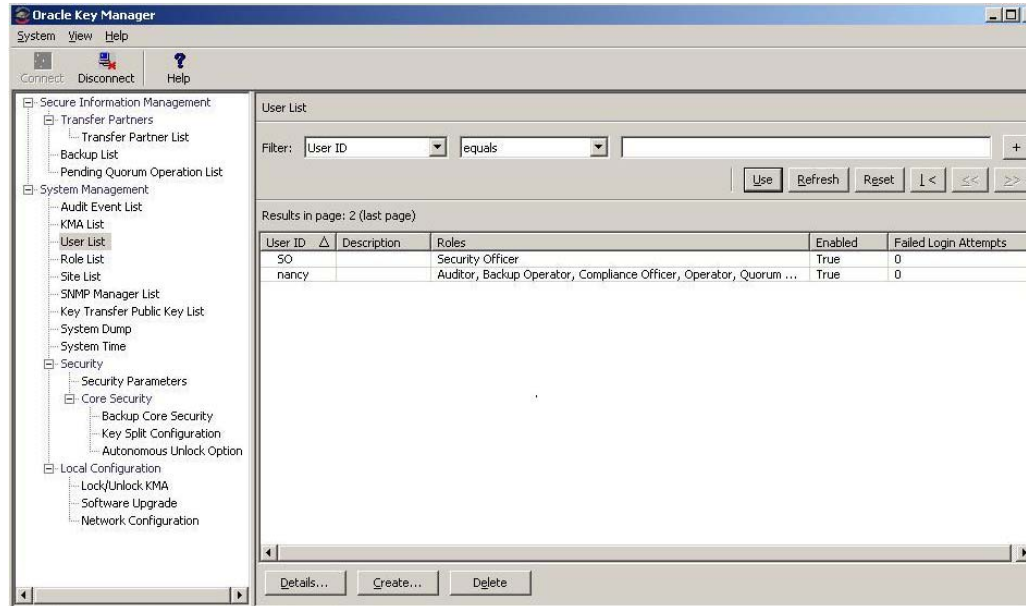 Oracle Key Manager
System View Help
Connect Disconnect Help
Secure Information Management
Transfer Partners
Transfer Partner List
Backup List
Pending Quorum Operation List
System Management
Audit Event List
KMA List
User List
Role List
Site List
SNMP Manager List
Key Transfer Public Key List
System Dump
System Time
Security
Security Parameters
Core Security
Backup Core Security
Key Split Configuration
Autonomous Unlock Option
Local Configuration
Lock/Unlock KMA
Software Upgrade
Network Configuration
User List
Filter: User ID equals +
Use Refresh Reset |< << >>
Results in page: 2 (last page)
User ID Description Roles Enabled Failed Login Attempts
SO Security Officer True 0
nancy Auditor, Backup Operator, Compliance Officer, Operator, Quorum ... True 0
Details... Create... Delete